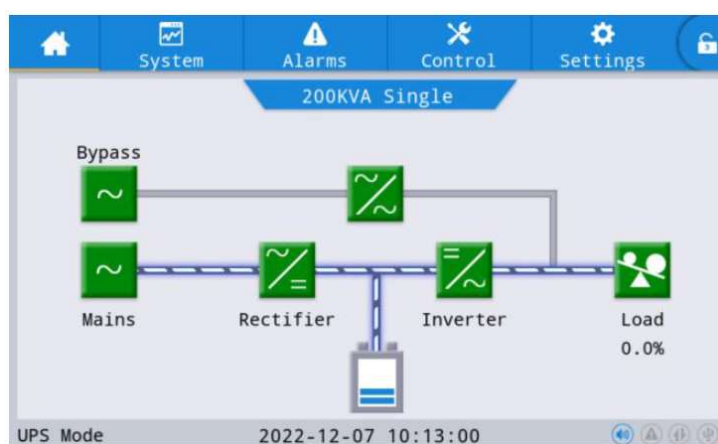 System Alarms Control Settings
200KVA Single
Bypass
Mains Rectifier Inverter Load
0.0%
UPS Mode 2022-12-07 10:13:00